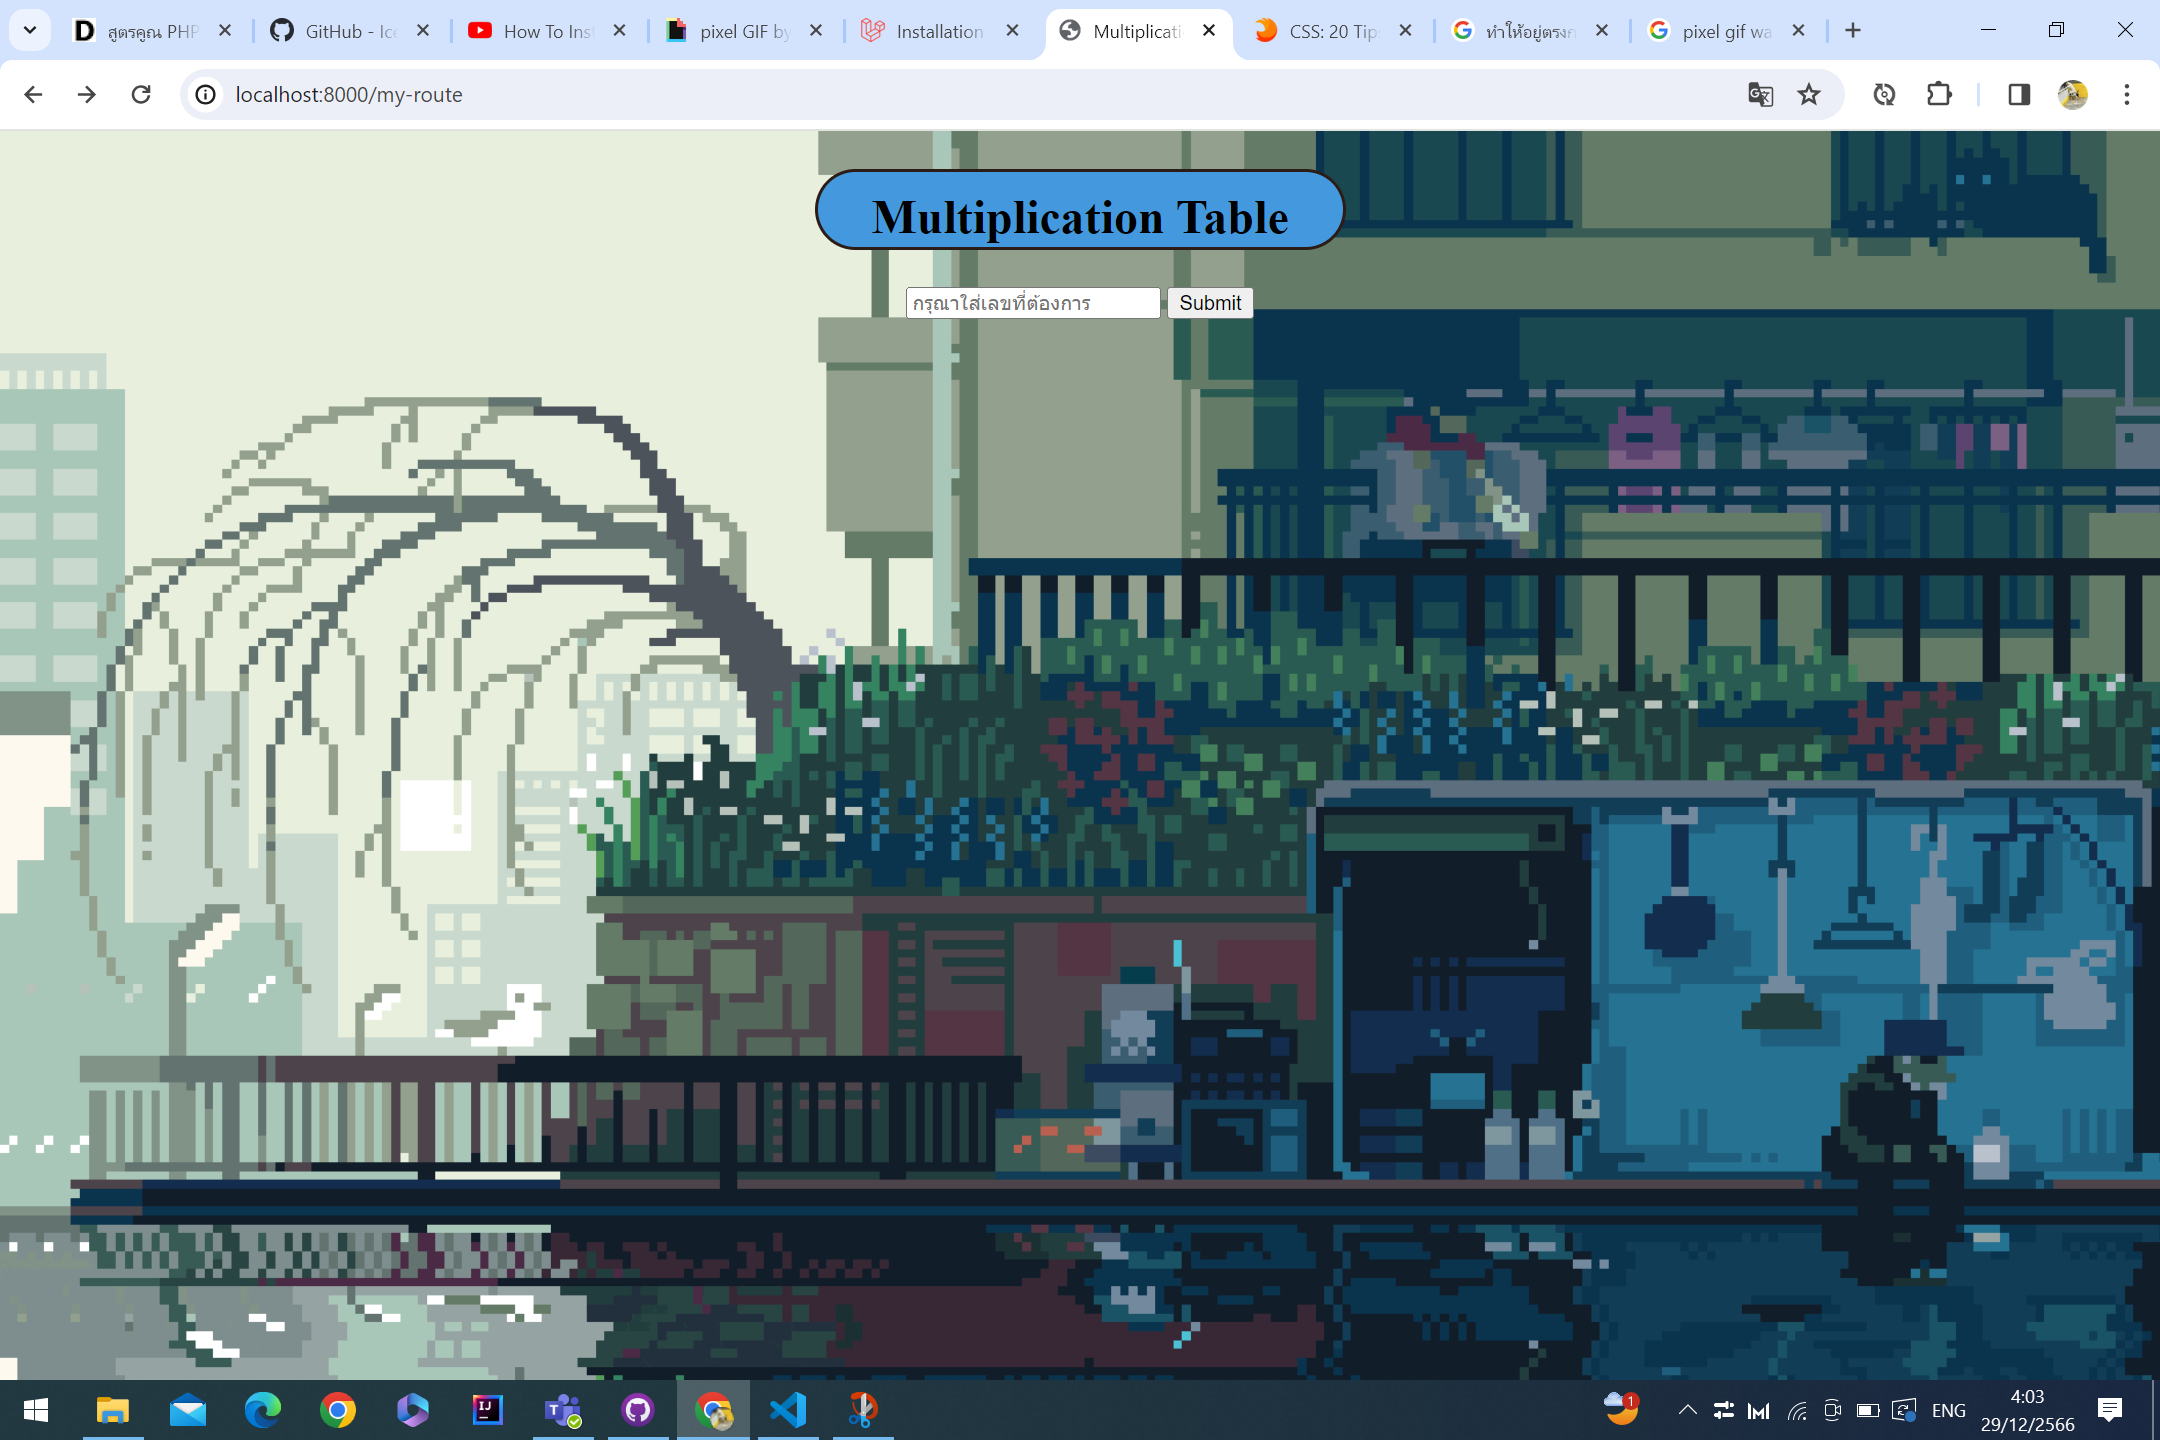 สูตรคูณ PHP
GitHub - Ice
How To Inst
pixel GIF by
Installation
Multiplicati
CSS: 20 Tip
ทำให้อยู่ตรงก
pixel gif wa
localhost:8000/my-route
Multiplication Table
กรุณาใส่เลขที่ต้องการ
Submit
1
ENG
4:03
29/12/2566